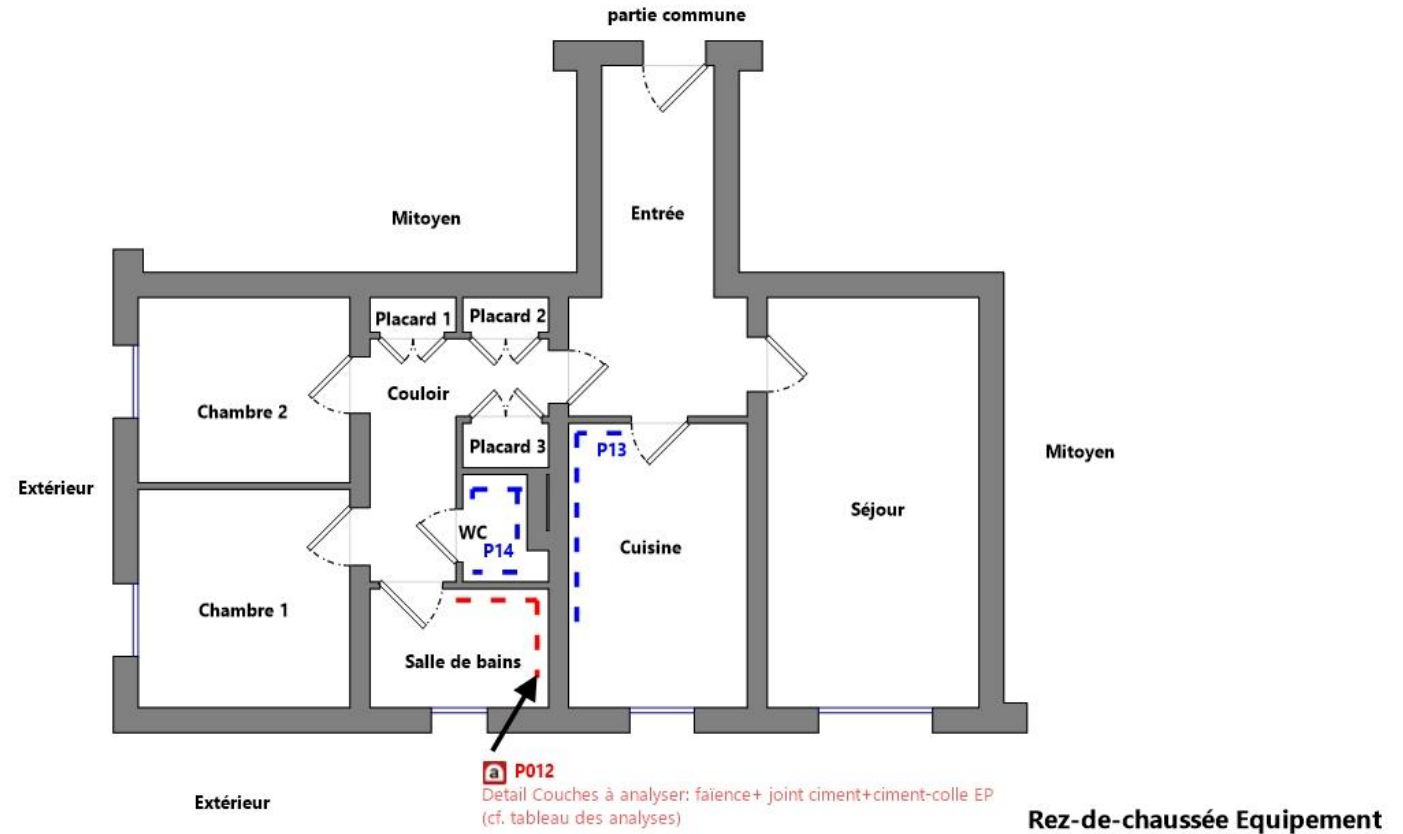 partie commune
Mitoyen
Entrée
Placard 1
Placard 2
Couloir
Chambre 2
Placard 3
P13
Mitoyen
Extérieur
Séjour
WC
P14
Cuisine
Chambre 1
Salle de bains
a P012
Detail Couches à analyser: faïence+ joint ciment+ciment-colle EP
(cf. tableau des analyses)
Extérieur
Rez-de-chaussée Equipement